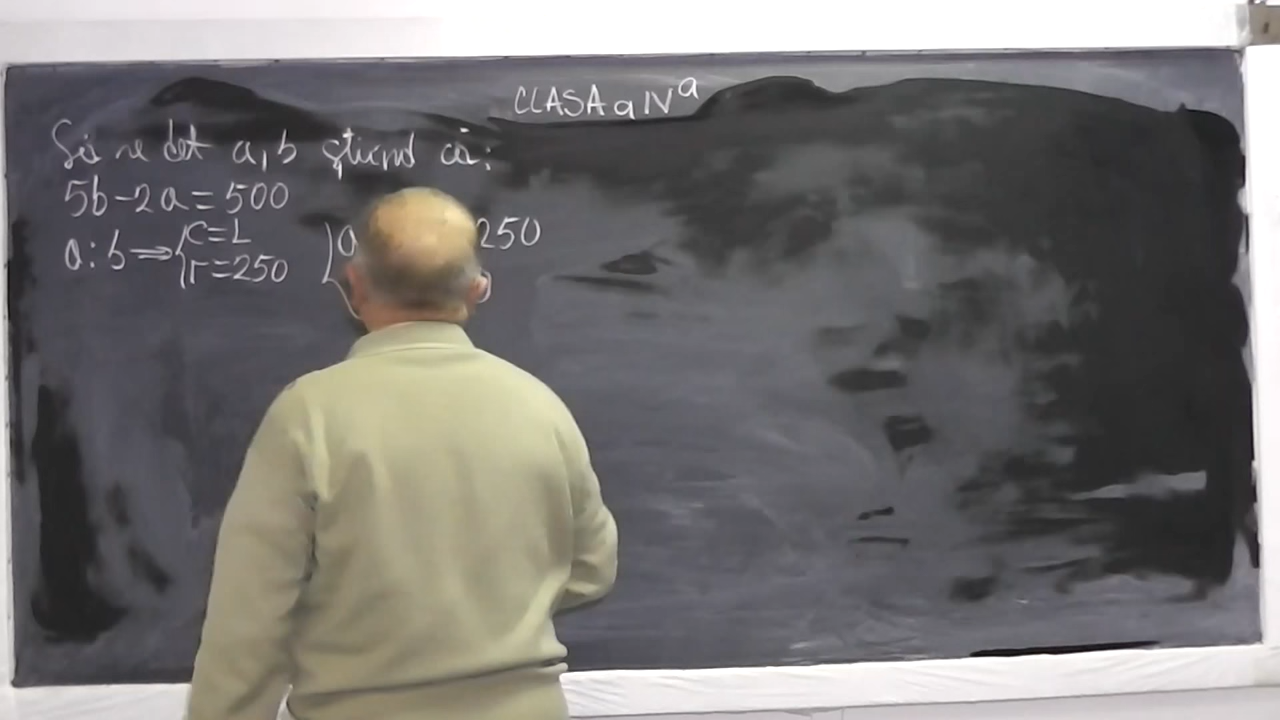 CLASA a IVª
Să se det a, b știind că:
5b-2a=500
a:b⇒{c=1 }a 250
{r=250